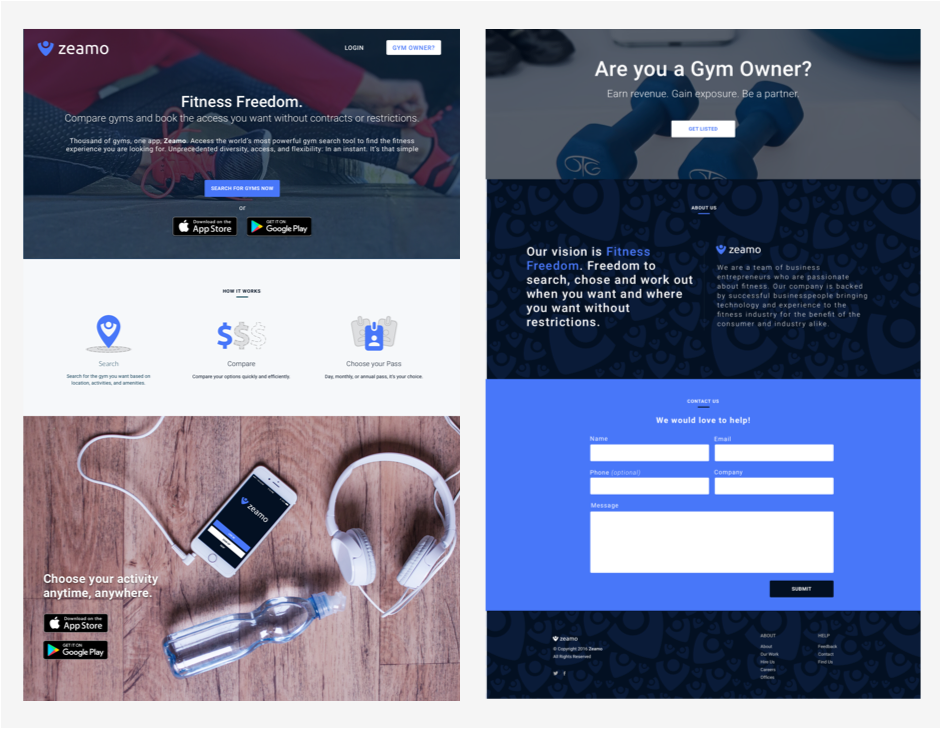 zeamo
LOGIN
GYM OWNER?
Fitness Freedom.
Compare gyms and book the access you want without contracts or restrictions.
Thousand of gyms, one app, Zeamo. Access the world's most powerful gym search tool to find the fitness
experience you are looking for. Unprecedented diversity, access, and flexibility: In an instant. It's that simple
SEARCH FOR GYMS NOW
or
Download on the
App Store
GET IT ON
Google Play
HOW IT WORKS
Search
Search for the gym you want based on
location, activities, and amenities.
Compare
Compare your options quickly and efficiently.
Choose your Pass
Day, monthly, or annual pass, it's your choice.
zeamo
Choose your activity
anytime, anywhere.
Download on the
App Store
GET IT ON
Google Play
Are you a Gym Owner?
Earn revenue. Gain exposure. Be a partner.
GET LISTED
ABOUT US
Our vision is Fitness
Freedom. Freedom to
search, chose and work out
when you want and where
you want without
restrictions.
zeamo
We are a team of business
entrepreneurs who are passionate
about fitness. Our company is backed
by successful businesspeople bringing
technology and experience to the
fitness industry for the benefit of the
consumer and industry alike.
CONTACT US
We would love to help!
Name
Email
Phone (optional)
Company
Message
SUBMIT
zeamo
© Copyright 2016 Zeamo
All Rights Reserved
ABOUT
About
Our Work
Hire Us
Careers
Offices
HELP
Feedback
Contact
Find Us